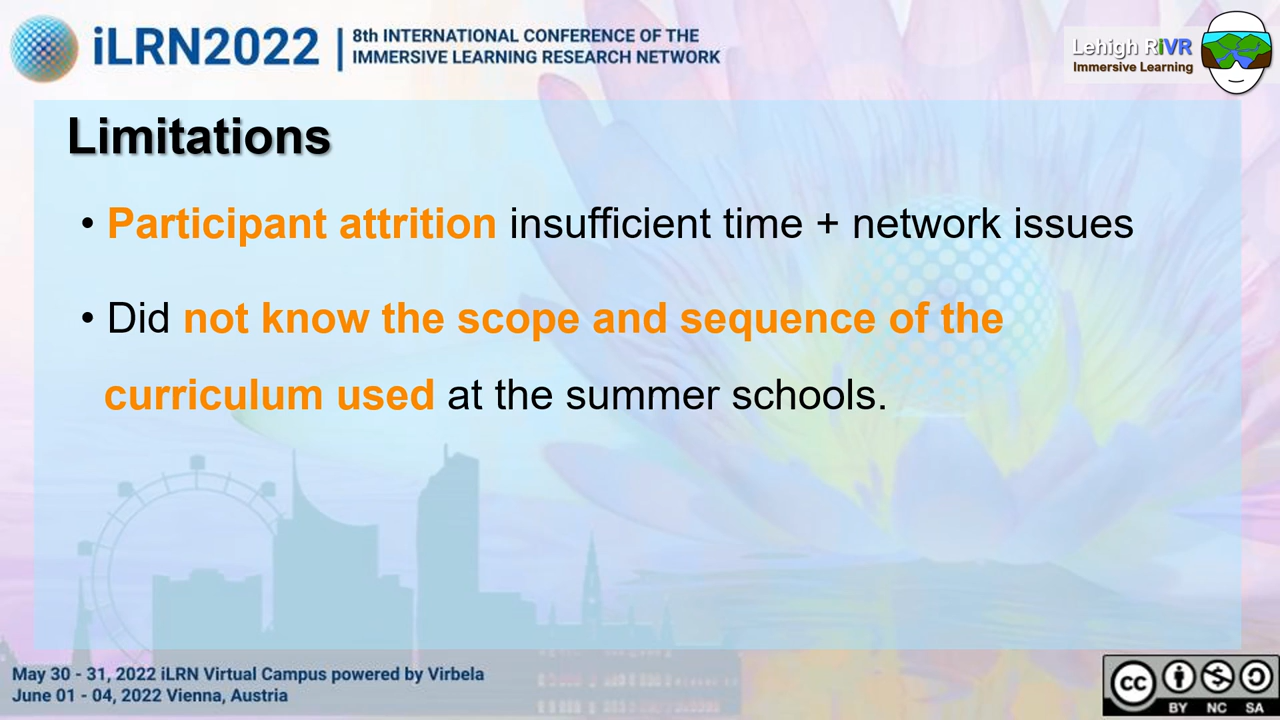 iLRN2022
8th INTERNATIONAL CONFERENCE OF THE
IMMERSIVE LEARNING RESEARCH NETWORK
Lehigh RiVR
Immersive Learning
Limitations
• Participant attrition insufficient time + network issues
• Did not know the scope and sequence of the
curriculum used at the summer schools.
May 30 - 31, 2022 iLRN Virtual Campus powered by Virbela
June 01 - 04, 2022 Vienna, Austria
cc
BY NC SA